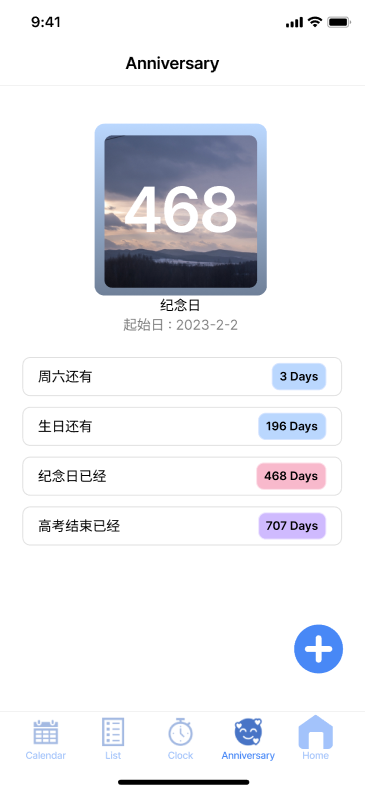 9:41
Anniversary
468
纪念日
起始日：2023-2-2
周六还有
3 Days
生日还有
196 Days
纪念日已经
468 Days
高考结束已经
707 Days
Calendar
List
Clock
Anniversary
Home